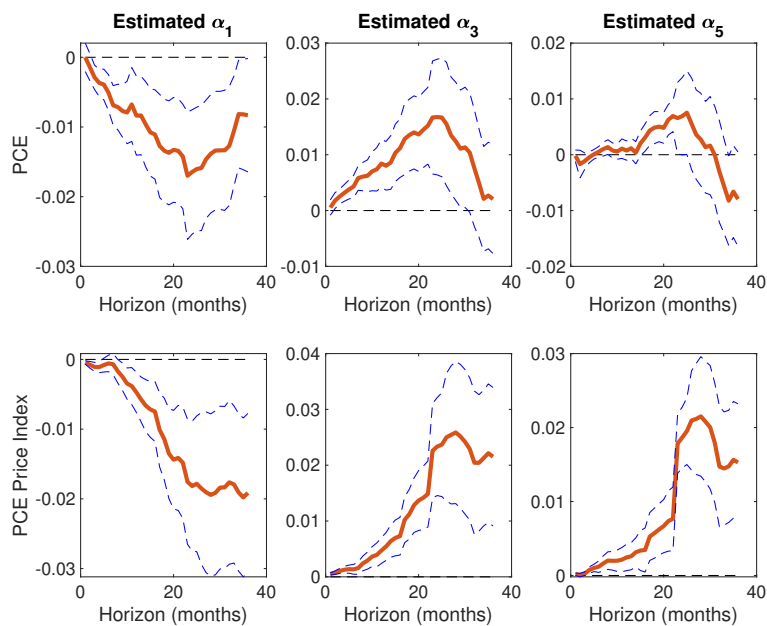 Estimated α1 Estimated α3 Estimated α5
0 0.03 0.02
-0.01 0.02 0.01
-0.02 0.01 0
-0.03 0 -0.01
-0.01 -0.02
PCE
0 20 40 0 20 40 0 20 40
Horizon (months) Horizon (months) Horizon (months)
0 0.04 0.03
-0.01 0.03 0.02
-0.02 0.02 0.01
-0.03 0.01 0
0
PCE Price Index
0 20 40 0 20 40 0 20 40
Horizon (months) Horizon (months) Horizon (months)